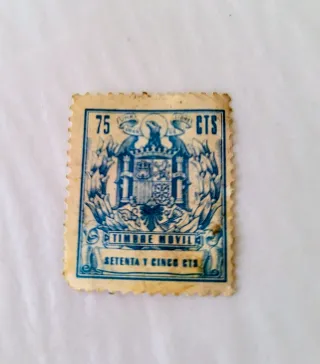 75 CTS
TIMBRE MOVIL
SETENTA Y CINCO CTS